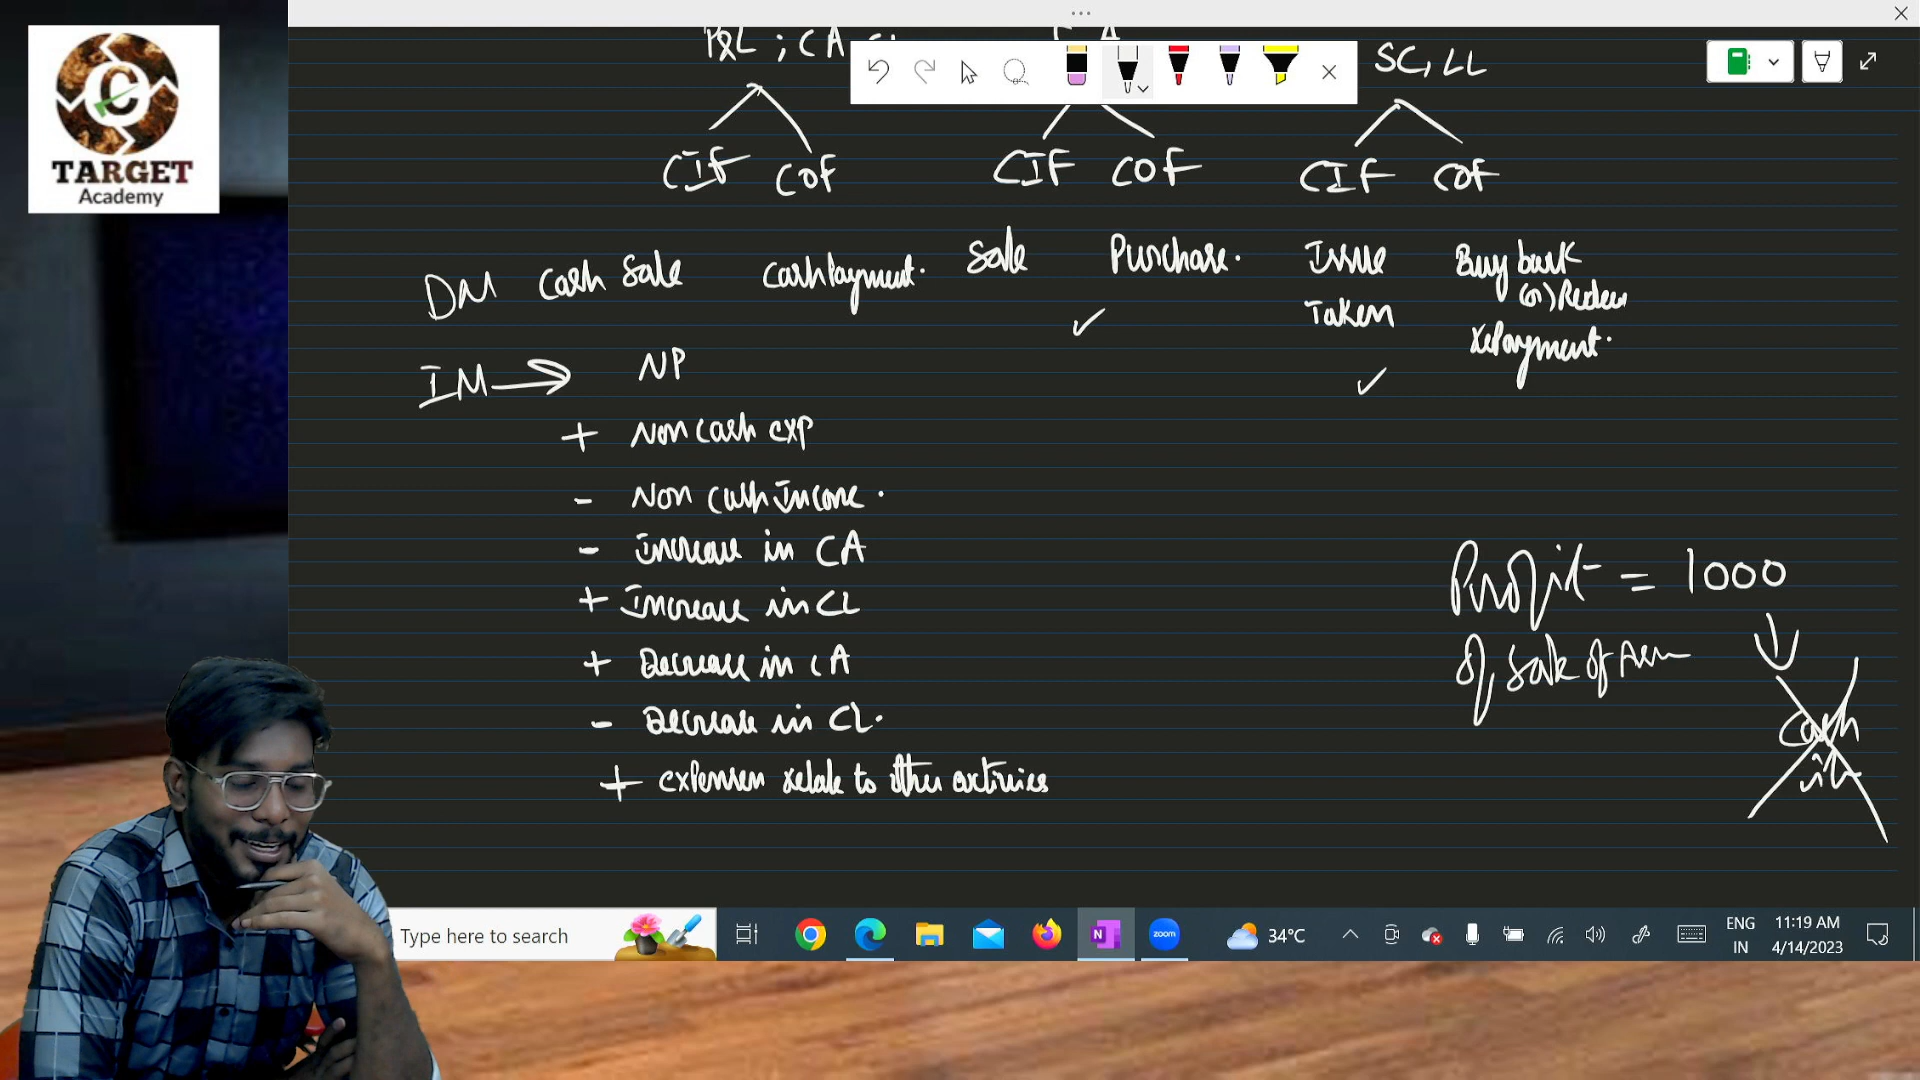 TARGET
Academy
P&L ; CA
SC, LL
CIF COF CIF COF CIF COF
DM Cash Sale Cash Payment. Sale Purchase. Issue Buy back
(or) Redeem
Taken repayment.
IM → NP
+ Non cash exp
- Non cash Income.
- Increase in CA
+ Increase in CL
+ Decrease in CA
- Decrease in CL.
+ expenses relate to other activities
Profit = 1000
of Sale of
Cash
Type here to search
zoom
34°C
ENG
IN
11:19 AM
4/14/2023